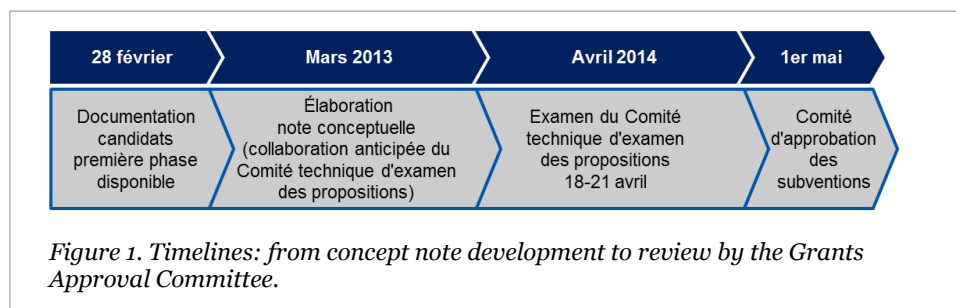 28 février
Mars 2013
Avril 2014
1er mai
Documentation
candidats
première phase
disponible
Élaboration
note conceptuelle
(collaboration anticipée du
Comité technique d'examen
des propositions)
Examen du Comité
technique d'examen
des propositions
18-21 avril
Comité
d'approbation
des
subventions
Figure 1. Timelines: from concept note development to review by the Grants
Approval Committee.